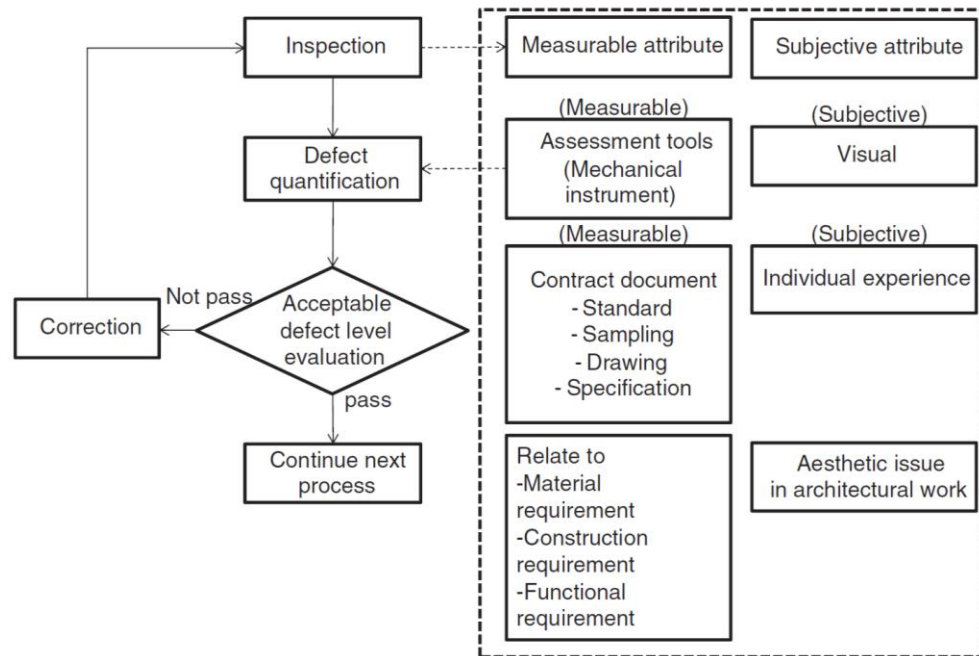 Inspection
Defect
quantification
Acceptable
defect level
evaluation
Not pass
Correction
pass
Continue next
process
Measurable attribute
Subjective attribute
(Measurable)
Assessment tools
(Mechanical
instrument)
(Subjective)
Visual
(Measurable)
Contract document
- Standard
- Sampling
- Drawing
- Specification
(Subjective)
Individual experience
Relate to
-Material
requirement
-Construction
requirement
-Functional
requirement
Aesthetic issue
in architectural work